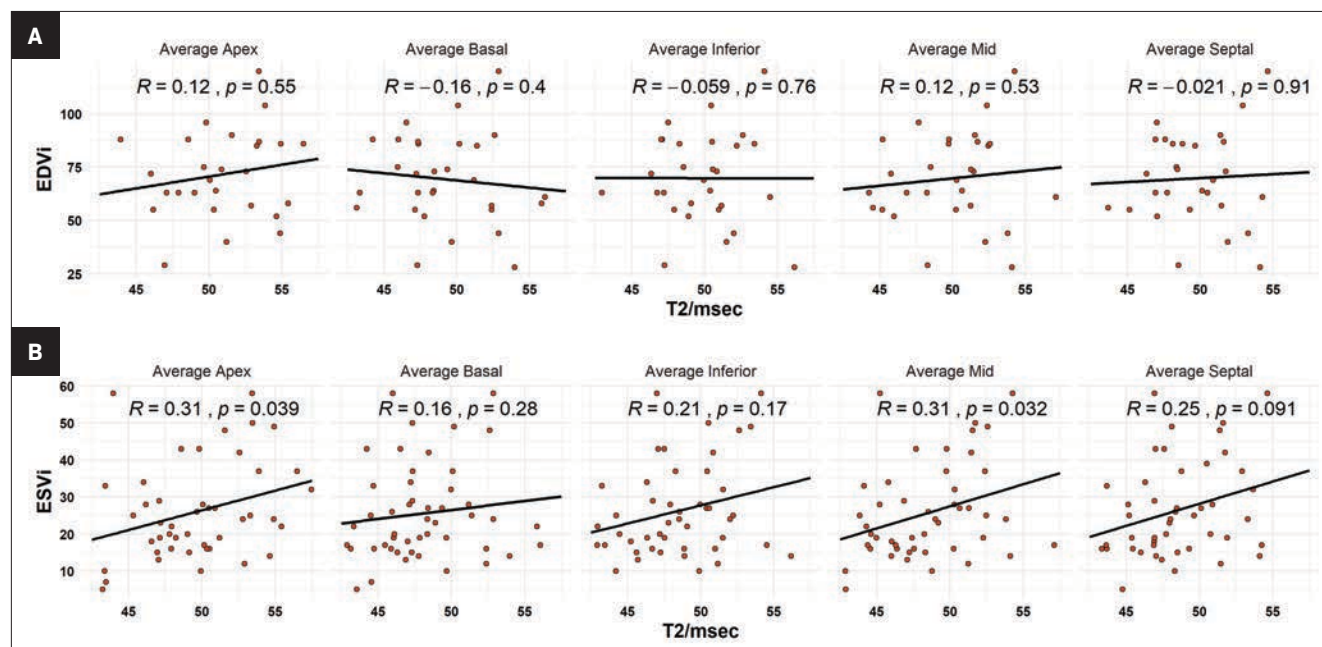 A
Average Apex Average Basal Average Inferior Average Mid Average Septal
R = 0.12 , p = 0.55 R = −0.16 , p = 0.4 R = −0.059 , p = 0.76 R = 0.12 , p = 0.53 R = −0.021 , p = 0.91
100
75
50
25
EDVi
45 50 55 45 50 55 45 50 55 45 50 55 45 50 55
T2/msec
B
Average Apex Average Basal Average Inferior Average Mid Average Septal
60
R = 0.31 , p = 0.039 R = 0.16 , p = 0.28 R = 0.21 , p = 0.17 R = 0.31 , p = 0.032 R = 0.25 , p = 0.091
50
40
30
20
10
ESVi
45 50 55 45 50 55 45 50 55 45 50 55 45 50 55
T2/msec